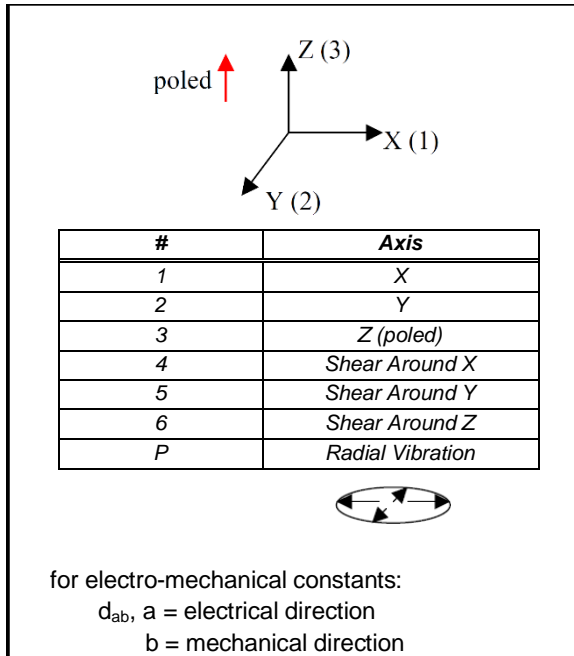 Z (3)
poled
X (1)
Y (2)
# Axis
1 X
2 Y
3 Z (poled)
4 Shear Around X
5 Shear Around Y
6 Shear Around Z
P Radial Vibration
for electro-mechanical constants:
dab, a = electrical direction
b = mechanical direction